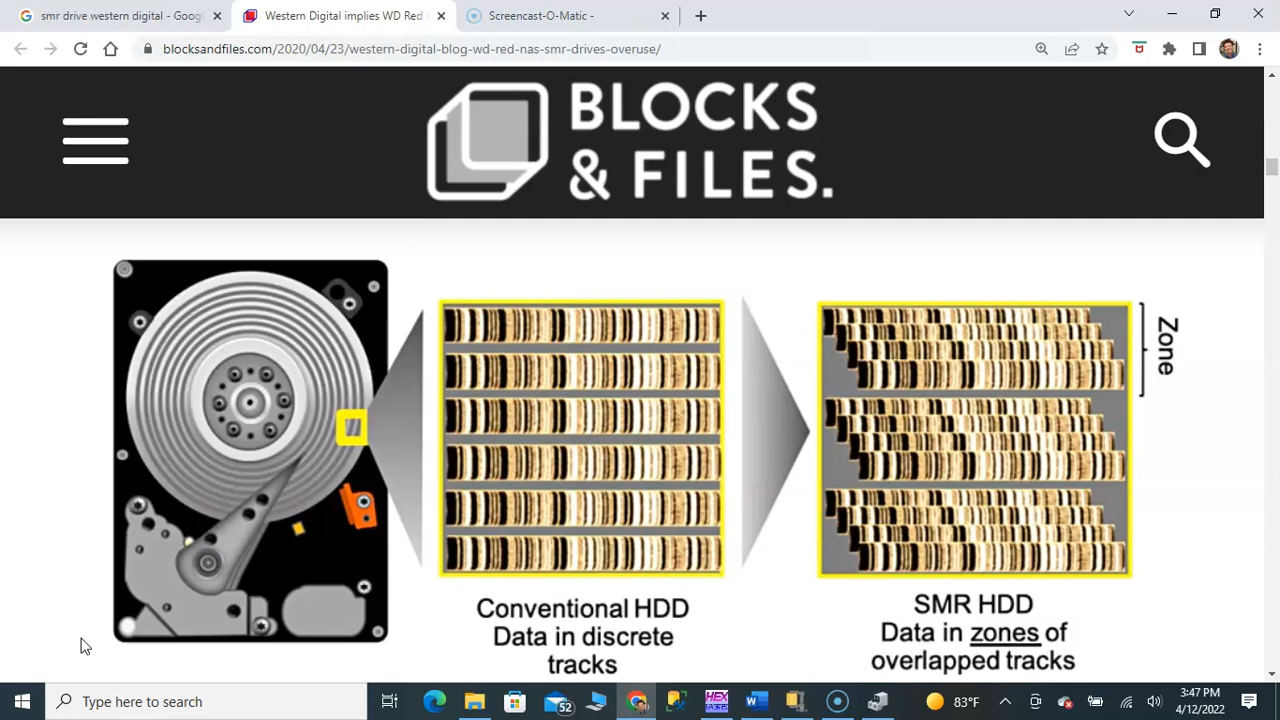 smr drive western digital - Goog
Western Digital implies WD Red
Screencast-O-Matic -
blocksandfiles.com/2020/04/23/western-digital-blog-wd-red-nas-smr-drives-overuse/
BLOCKS
& FILES.
Zone
Conventional HDD
Data in discrete
tracks
SMR HDD
Data in zones of
overlapped tracks
Type here to search
52
HEX
83°F
3:47 PM
4/12/2022